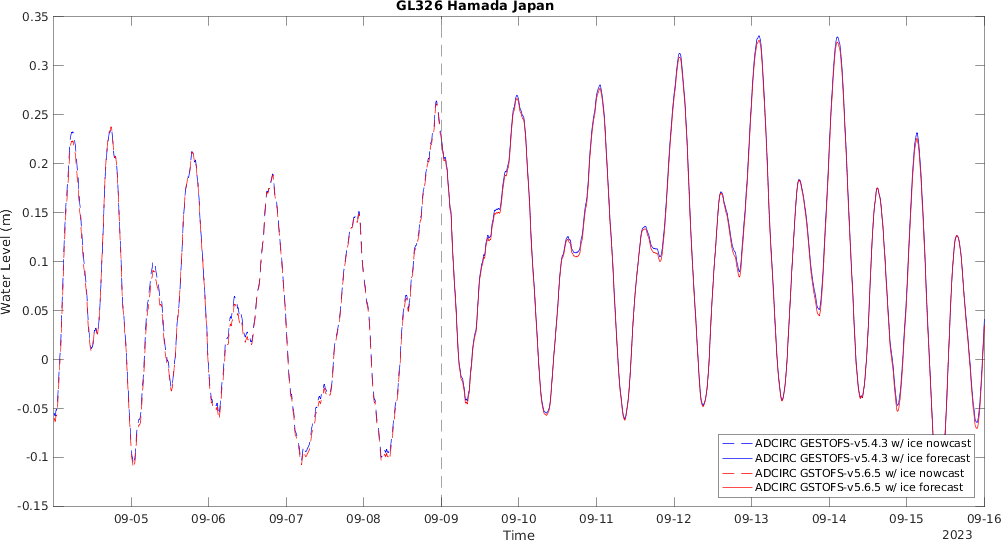 GL326 Hamada Japan
0.35
0.3
0.25
0.2
0.15
0.1
0.05
0
-0.05
-0.1
-0.15
Water Level (m)
ADCIRC GESTOFS-v5.4.3 w/ ice nowcast
ADCIRC GESTOFS-v5.4.3 w/ ice forecast
ADCIRC GSTOFS-v5.6.5 w/ ice nowcast
ADCIRC GSTOFS-v5.6.5 w/ ice forecast
09-05 09-06 09-07 09-08 09-09 09-10 09-11 09-12 09-13 09-14 09-15 09-16
Time
2023